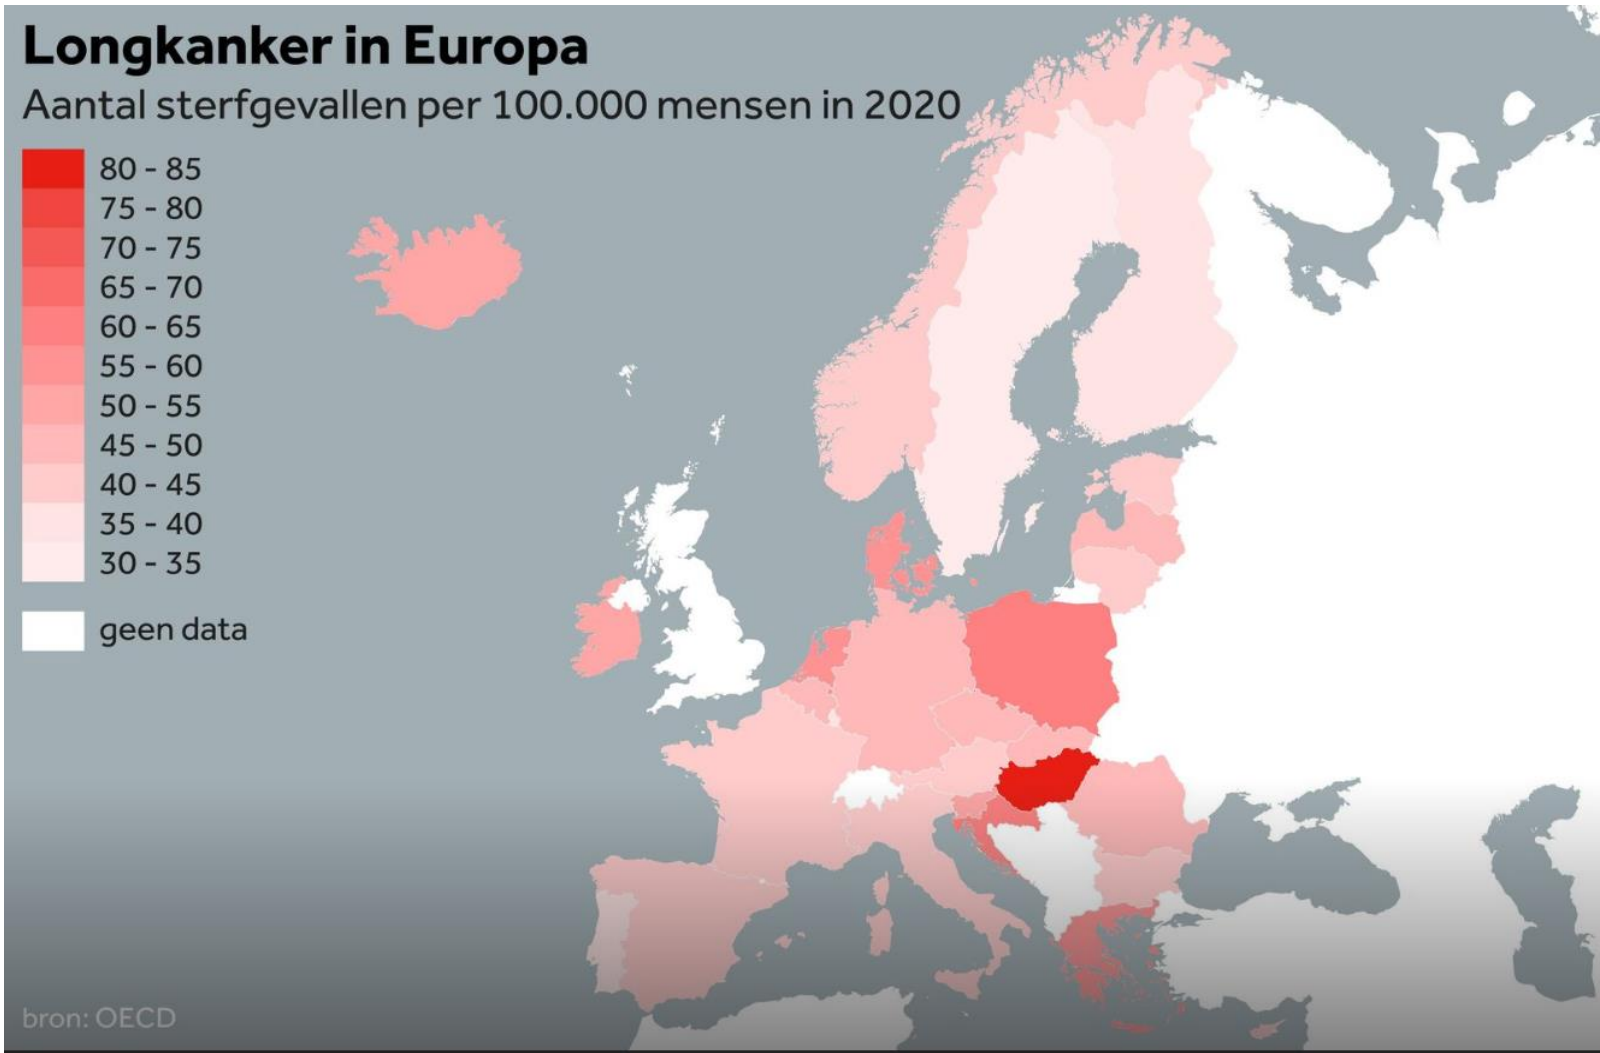 Longkanker in Europa
Aantal sterfgevallen per 100.000 mensen in 2020
80 - 85
75 - 80
70 - 75
65 - 70
60 - 65
55 - 60
50 - 55
45 - 50
40 - 45
35 - 40
30 - 35
geen data
bron: OECD